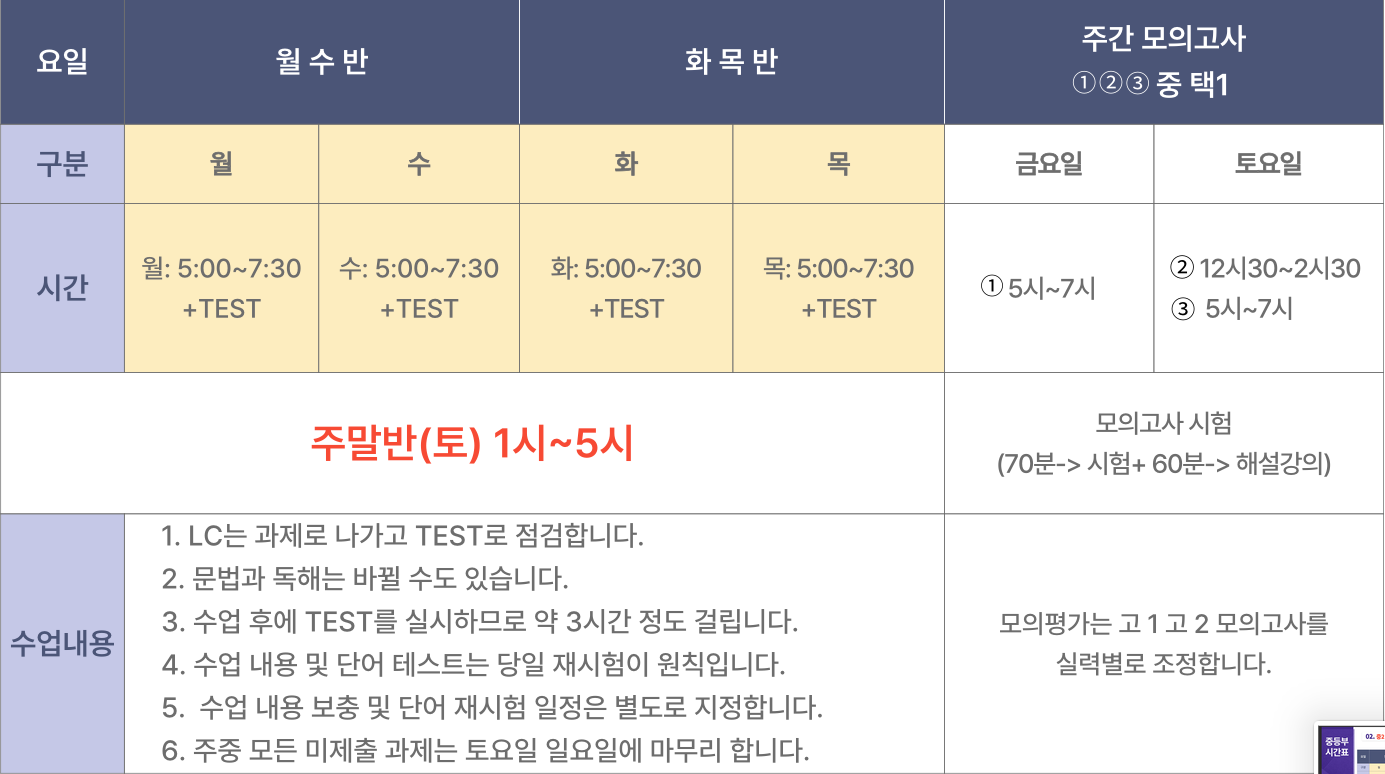 요일
월 수 반
화 목 반
주간 모의고사
①②③ 중 택1
구분
월
수
화
목
금요일
토요일
시간
월: 5:00~7:30
+TEST
수: 5:00~7:30
+TEST
화: 5:00~7:30
+TEST
목: 5:00~7:30
+TEST
① 5시~7시
② 12시30~2시30
③ 5시~7시
주말반(토) 1시~5시
모의고사 시험
(70분-> 시험+ 60분-> 해설강의)
수업내용
1. LC는 과제로 나가고 TEST로 점검합니다.
2. 문법과 독해는 바뀔 수도 있습니다.
3. 수업 후에 TEST를 실시하므로 약 3시간 정도 걸립니다.
4. 수업 내용 및 단어 테스트는 당일 재시험이 원칙입니다.
5. 수업 내용 보충 및 단어 재시험 일정은 별도로 지정합니다.
6. 주중 모든 미제출 과제는 토요일 일요일에 마무리 합니다.
모의평가는 고 1 고 2 모의고사를
실력별로 조정합니다.
중등부
시간표
02.